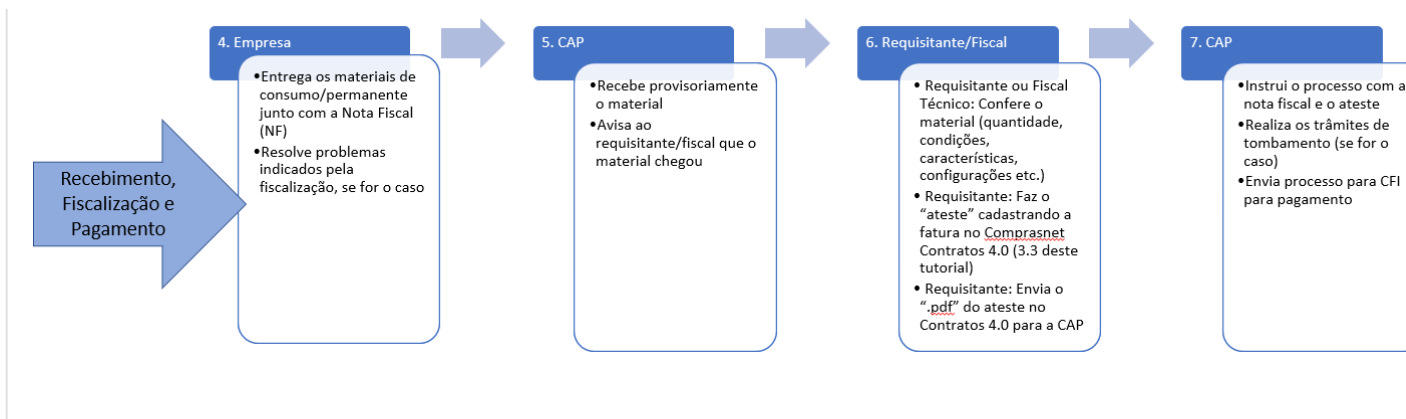 Recebimento,
Fiscalização e
Pagamento
4. Empresa
•Entrega os materiais de
consumo/permanente
junto com a Nota Fiscal
(NF)
•Resolve problemas
indicados pela
fiscalização, se for o caso
5. CAP
•Recebe provisoriamente
o material
•Avisa ao
requisitante/fiscal que o
material chegou
6. Requisitante/Fiscal
• Requisitante ou Fiscal
Técnico: Confere o
material (quantidade,
condições,
características,
configurações etc.)
• Requisitante: Faz o
“ateste” cadastrando a
fatura no Comprasnet
Contratos 4.0 (3.3 deste
tutorial)
• Requisitante: Envia o
“.pdf” do ateste no
Contratos 4.0 para a CAP
7. CAP
•Instrui o processo com a
nota fiscal e o ateste
•Realiza os trâmites de
tombamento (se for o
caso)
•Envia processo para CFI
para pagamento